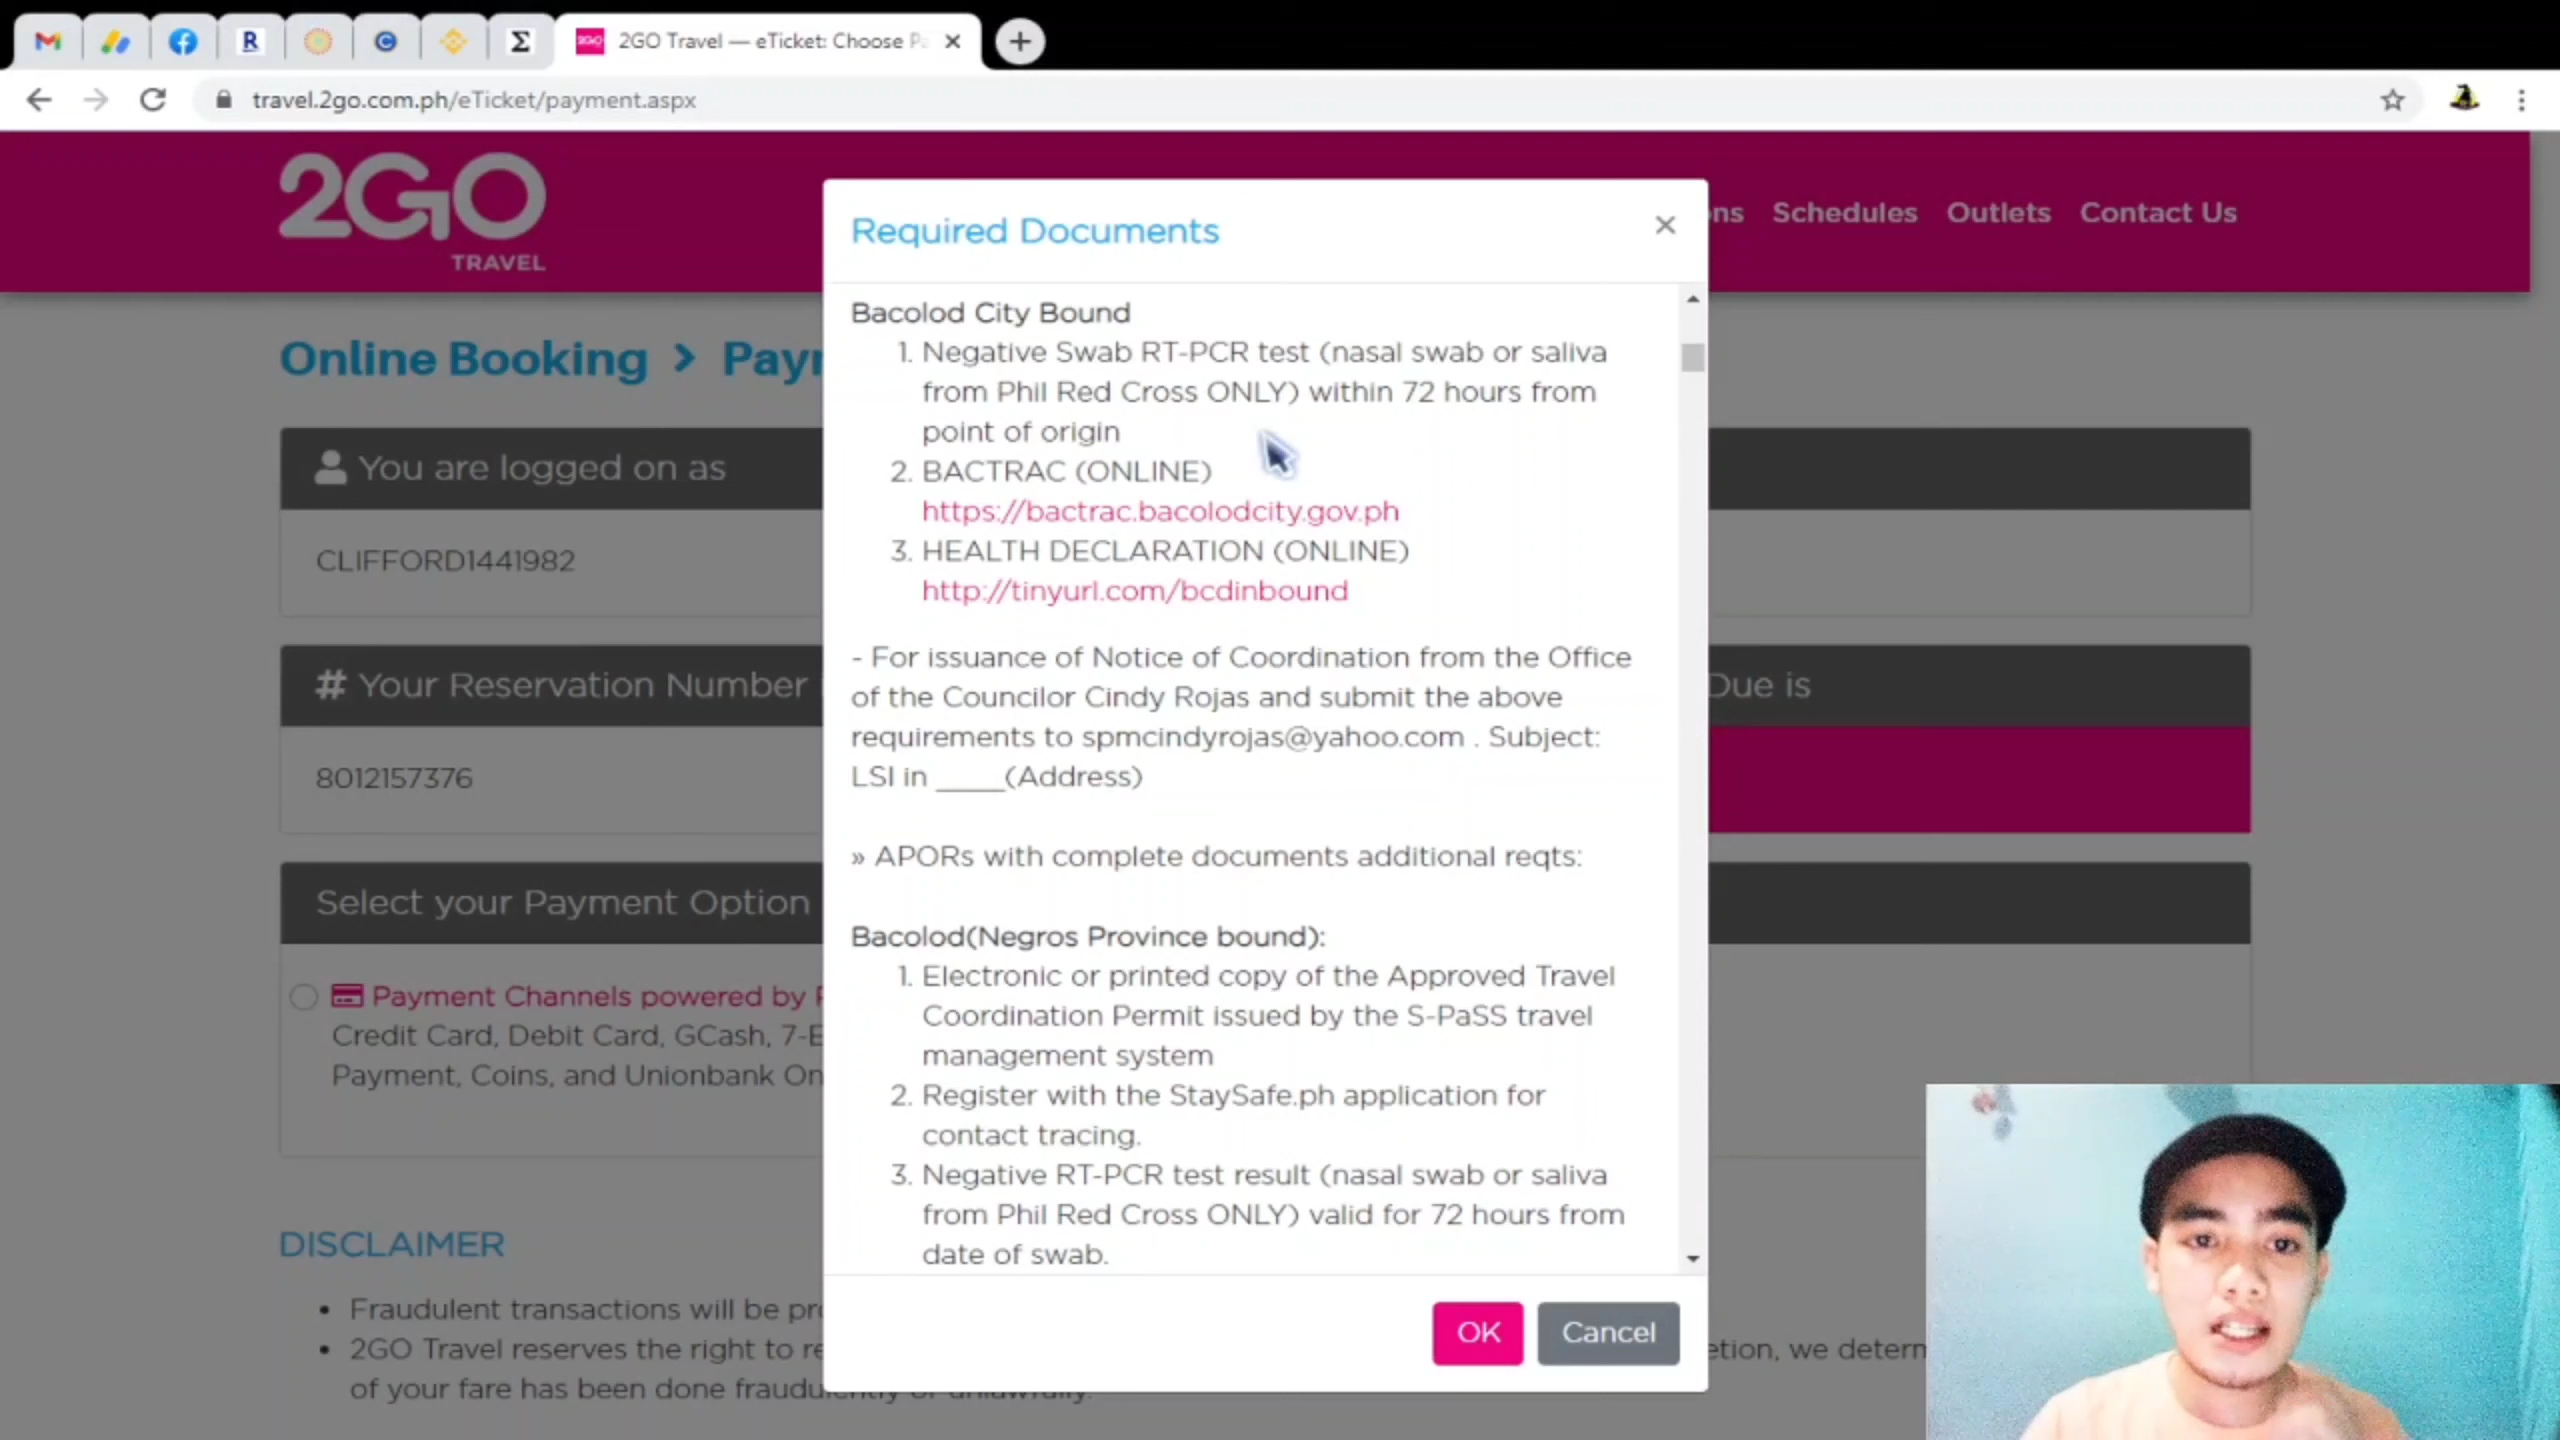 2GO Travel — eTicket: Choose Pa
travel.2go.com.ph/eTicket/payment.aspx
2GO
TRAVEL
Schedules
Outlets
Contact Us
Online Booking >
You are logged on as
CLIFFORD1441982
# Your Reservation Number
8012157376
Due is
Select your Payment Option
Payment Channels powered by
Credit Card, Debit Card, GCash, 7-E
Payment, Coins, and Unionbank On
DISCLAIMER
• Fraudulent transactions will be
• 2GO Travel reserves the right to
etion, we determ
of your fare has been done fraudulently or unlawfully.
Required Documents
Bacolod City Bound
1. Negative Swab RT-PCR test (nasal swab or saliva
from Phil Red Cross ONLY) within 72 hours from
point of origin
2. BACTRAC (ONLINE)
https://bactrac.bacolodcity.gov.ph
3. HEALTH DECLARATION (ONLINE)
http://tinyurl.com/bcdinbound
- For issuance of Notice of Coordination from the Office
of the Councilor Cindy Rojas and submit the above
requirements to spmcindyrojas@yahoo.com . Subject:
LSI in _____(Address)
» APORs with complete documents additional reqts:
Bacolod(Negros Province bound):
1. Electronic or printed copy of the Approved Travel
Coordination Permit issued by the S-PaSS travel
management system
2. Register with the StaySafe.ph application for
contact tracing.
3. Negative RT-PCR test result (nasal swab or saliva
from Phil Red Cross ONLY) valid for 72 hours from
date of swab.
OK
Cancel